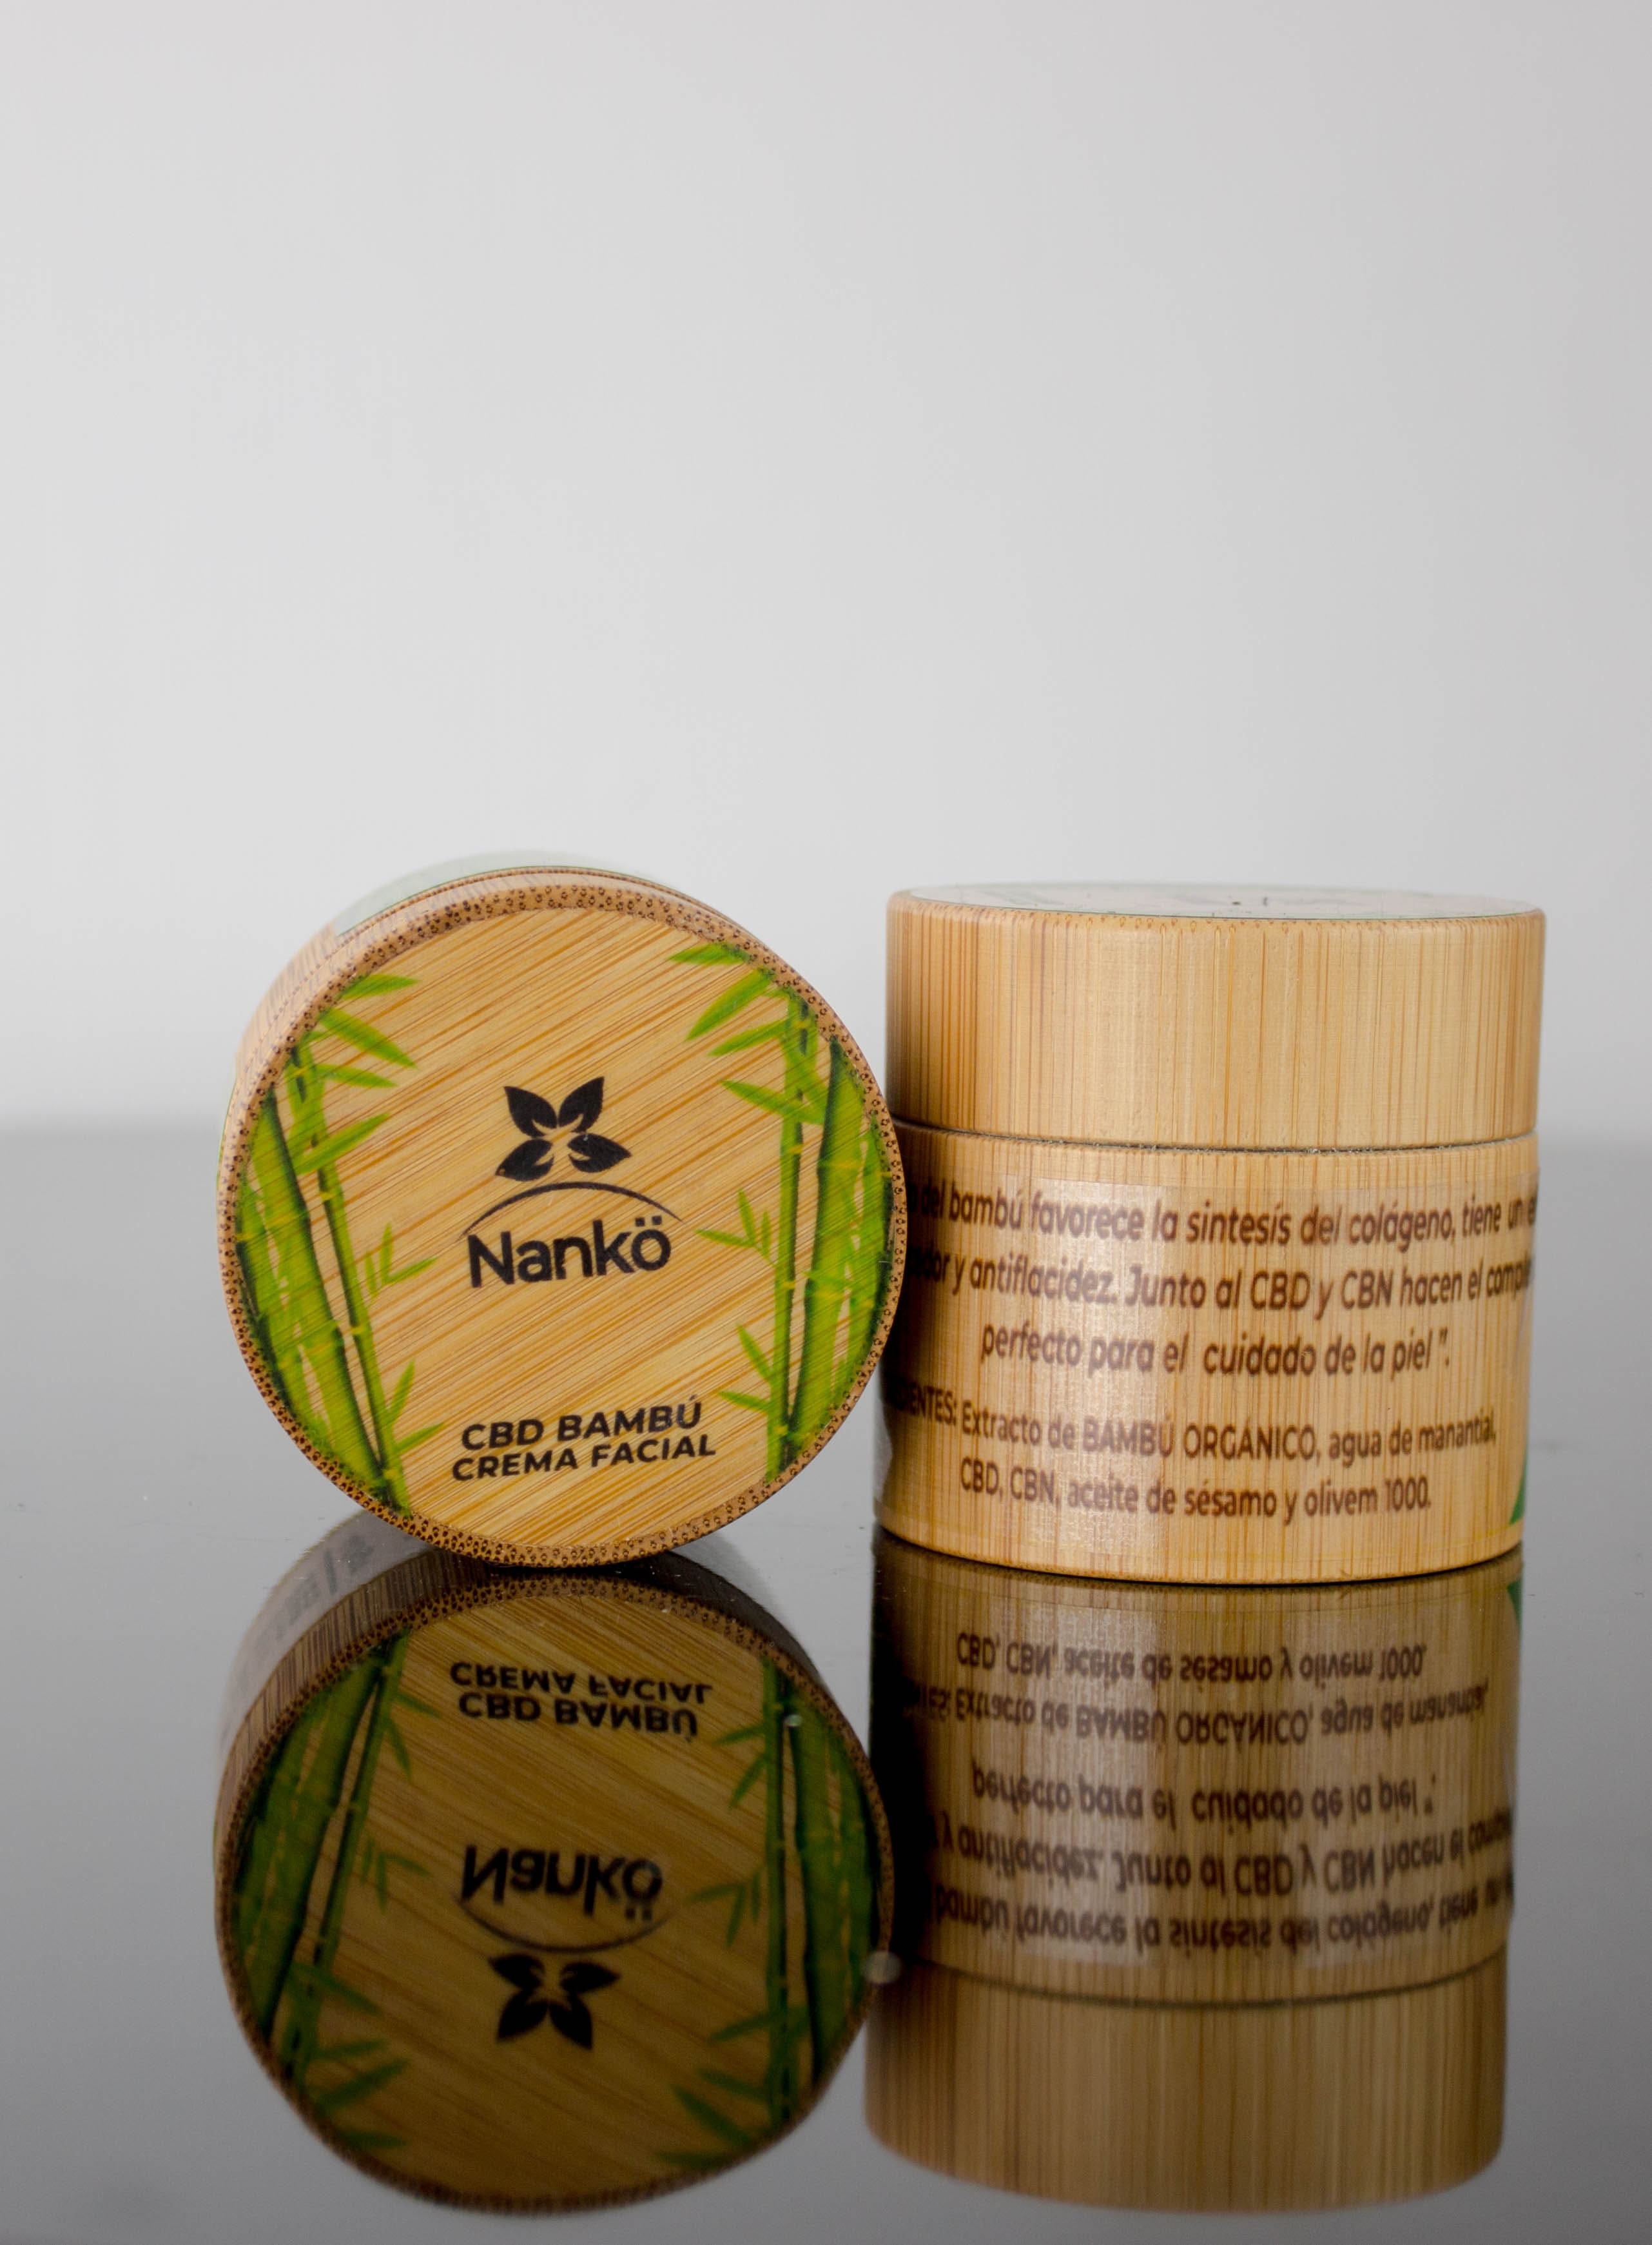 Nankö
CBD BAMBÚ
CREMA FACIAL
del bambú favorece la síntesis del colágeno, tiene un
y antiflacidez. Junto al CBD y CBN hacen el
perfecto para el cuidado de la piel ".
Extracto de BAMBÚ ORGÁNICO, agua de manantial,
CBD, CBN, aceite de sésamo y olivem 1000.